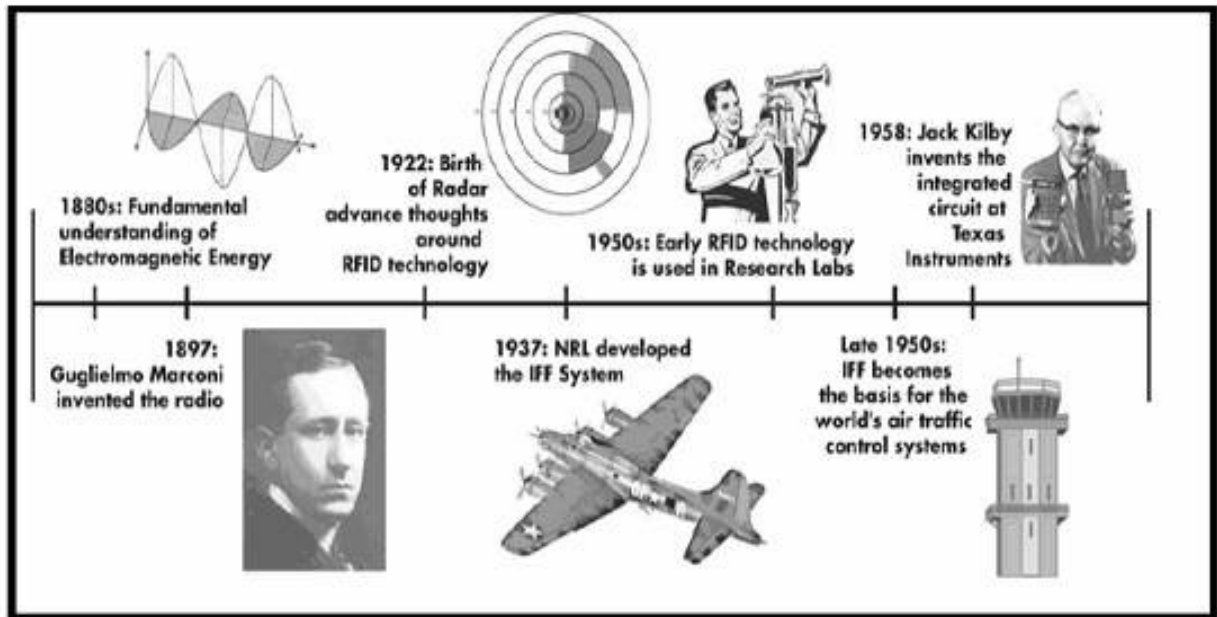 1880s: Fundamental
understanding of
Electromagnetic Energy
1897:
Guglielmo Marconi
invented the radio
1922: Birth
of Radar
advance thoughts
around
RFID technology
1937: NRL developed
the IFF System
1950s: Early RFID technology
is used in Research Labs
1958: Jack Kilby
invents the
integrated
circuit at
Texas
Instruments
Late 1950s:
IFF becomes
the basis for the
world's air traffic
control systems